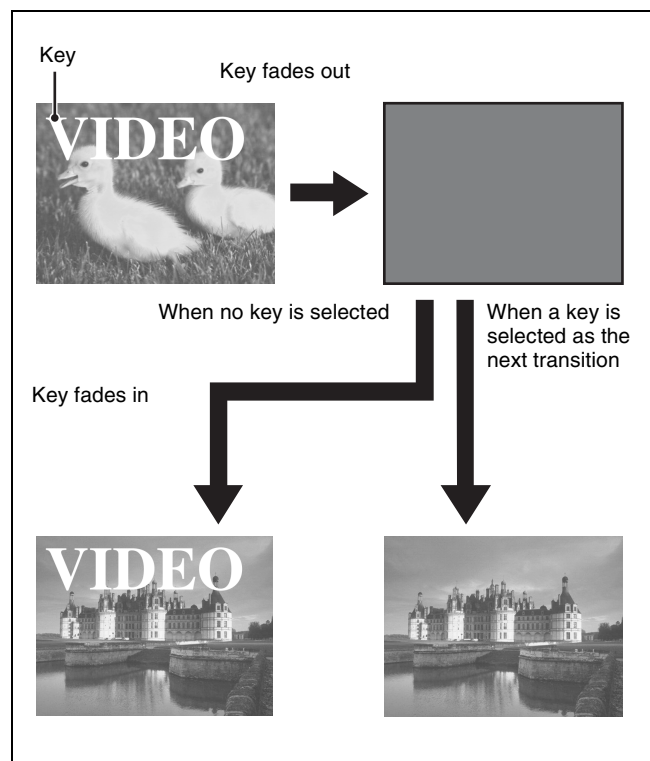 Key
Key fades out
VIDEO
When no key is selected
When a key is
selected as the
next transition
Key fades in
VIDEO